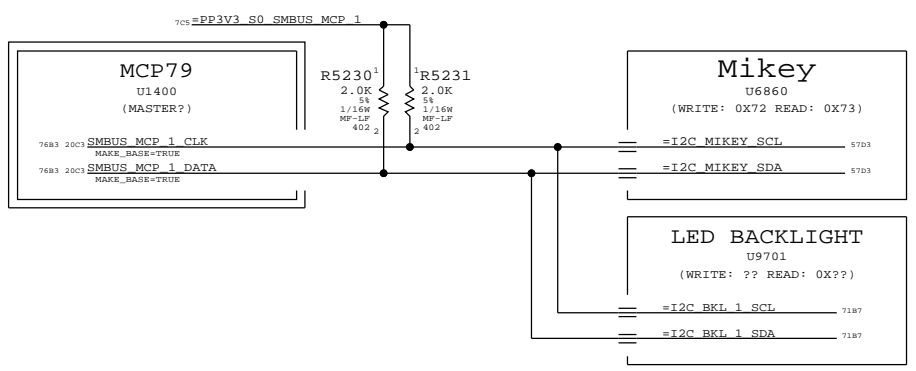 7C5 =PP3V3_S0_SMBUS_MCP_1
MCP79
U1400
(MASTER?)
76B3 20C3 SMBUS_MCP_1_CLK
MAKE_BASE=TRUE
76B3 20C3 SMBUS_MCP_1_DATA
MAKE_BASE=TRUE
R5230 1
2.0K
5%
1/16W
MF-LF
402 2
1 R5231
2.0K
5%
1/16W
MF-LF
2 402
Mikey
U6860
(WRITE: 0X72 READ: 0X73)
=I2C_MIKEY_SCL 57D3
=I2C_MIKEY_SDA 57D3
LED BACKLIGHT
U9701
(WRITE: ?? READ: 0X??)
=I2C_BKL_1_SCL 71B7
=I2C_BKL_1_SDA 71B7